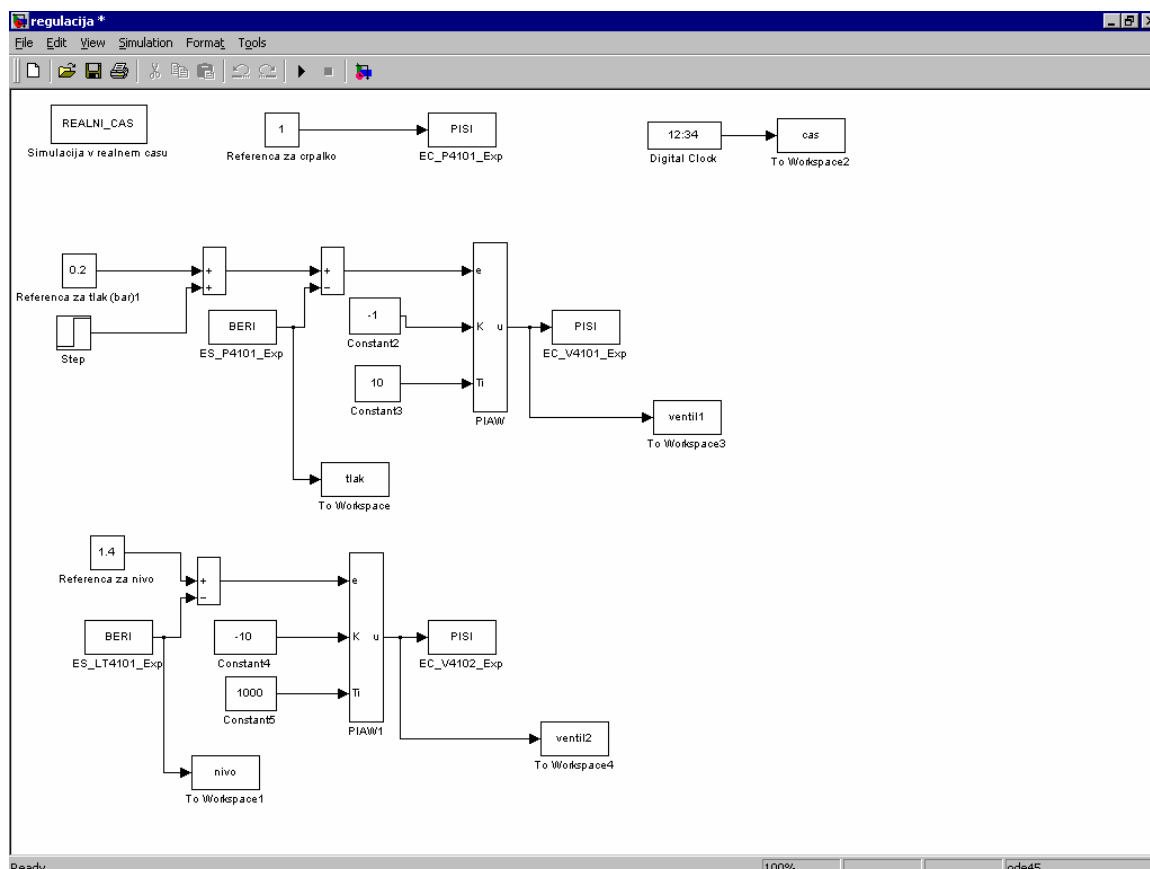 regulacija *
File Edit View Simulation Format Tools
REALNI_CAS
Simulacija v realnem casu
1
Referenca za crpalko
PISI
EC_P4101_Exp
12:34
Digital Clock
cas
To Workspace2
0.2
Referenca za tlak (bar)1
Step
+
+
+
−
BERI
ES_P4101_Exp
-1
Constant2
10
Constant3
e
K u
Ti
PIAW
PISI
EC_V4101_Exp
ventil1
To Workspace3
tlak
To Workspace
1.4
Referenca za nivo
+
−
BERI
ES_LT4101_Exp
-10
Constant4
1000
Constant5
e
K u
Ti
PIAW1
PISI
EC_V4102_Exp
ventil2
To Workspace4
nivo
To Workspace1
Ready 100% ode45